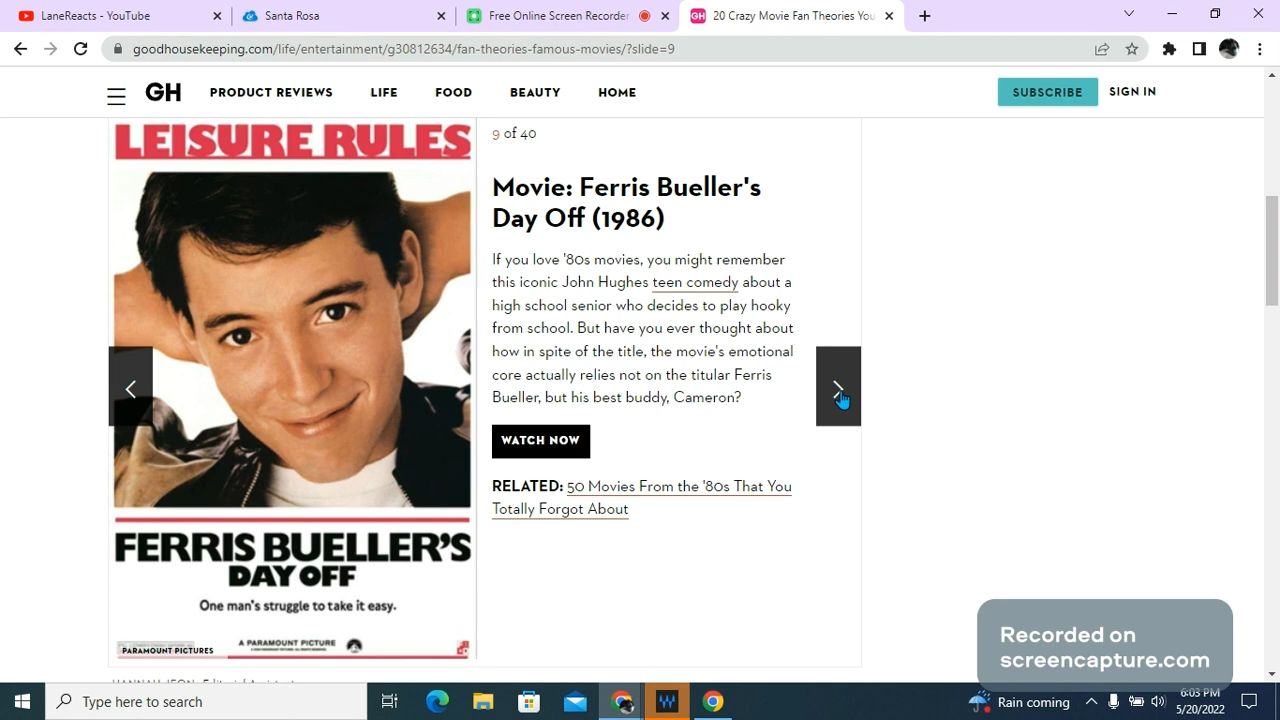 LaneReacts - YouTube
Santa Rosa
Free Online Screen Recorder
GH
20 Crazy Movie Fan Theories You
goodhousekeeping.com/life/entertainment/g30812634/fan-theories-famous-movies/?slide=9
GH
PRODUCT REVIEWS
LIFE
FOOD
BEAUTY
HOME
SUBSCRIBE
SIGN IN
LEISURE RULES
FERRIS BUELLER'S
DAY OFF
One man's struggle to take it easy.
A PARAMOUNT PICTURE
PARAMOUNT PICTURES
9 of 40
Movie: Ferris Bueller's
Day Off (1986)
If you love '80s movies, you might remember
this iconic John Hughes teen comedy about a
high school senior who decides to play hooky
from school. But have you ever thought about
how in spite of the title, the movie's emotional
core actually relies not on the titular Ferris
Bueller, but his best buddy, Cameron?
WATCH NOW
RELATED: 50 Movies From the '80s That You
Totally Forgot About
Recorded on
screencapture.com
Type here to search
Rain coming
6:03 PM
5/20/2022